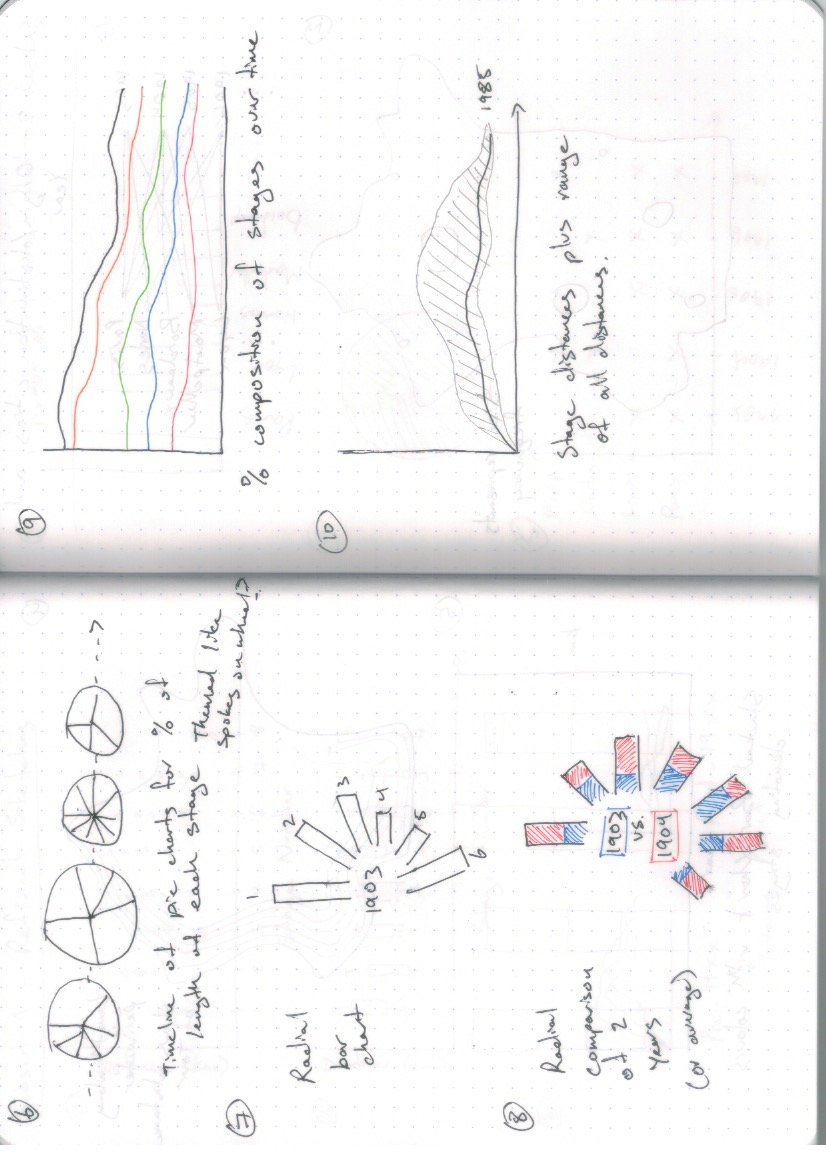 6
Timeline of pie charts for % of
length of each stage
Themed like
spokes on wheel?
7
Radial
bar
chart
1903
1
2
3
4
5
6
8
Radial
comparison
of 2
years
(or average)
1903
vs.
1904
9
% composition of stages over time
10
1985
Stage distances plus range
of all distances.